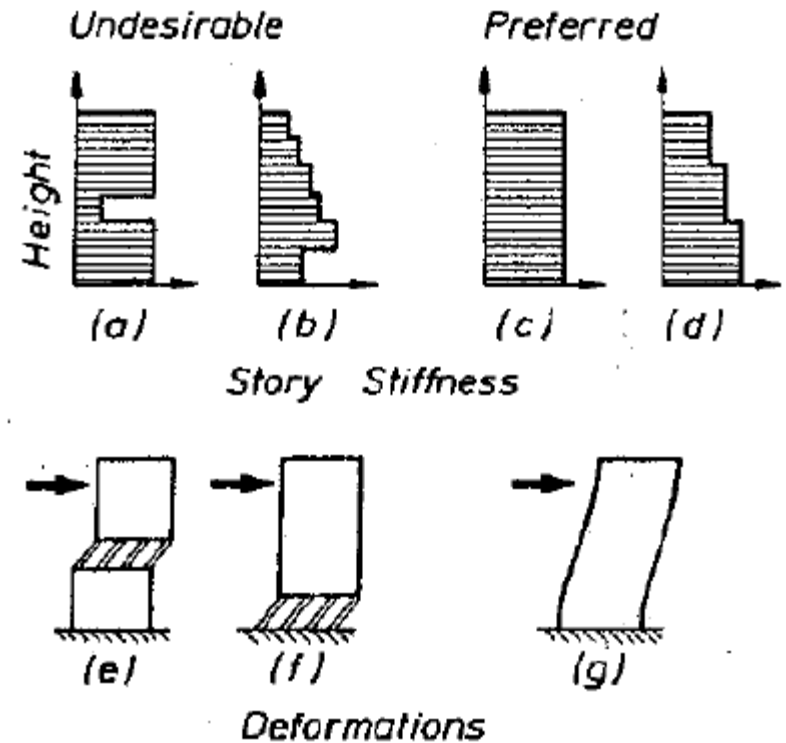 Undesirable Preferred
Height
(a) (b) (c) (d)
Story Stiffness
(e) (f) (g)
Deformations